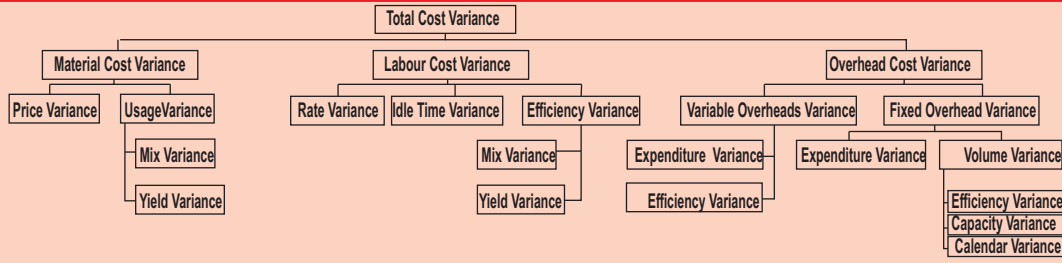 Total Cost Variance
Material Cost Variance
Labour Cost Variance
Overhead Cost Variance
Price Variance
UsageVariance
Rate Variance
Idle Time Variance
Efficiency Variance
Variable Overheads Variance
Fixed Overhead Variance
Mix Variance
Mix Variance
Expenditure Variance
Expenditure Variance
Volume Variance
Yield Variance
Yield Variance
Efficiency Variance
Efficiency Variance
Capacity Variance
Calendar Variance